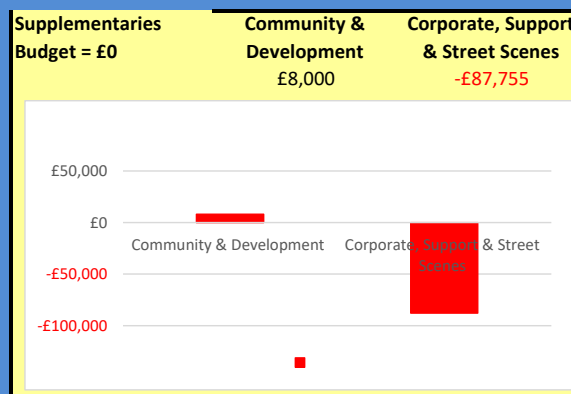 Supplementaries Community & Corporate, Support
Budget = £0 Development & Street Scenes
£8,000 -£87,755
£50,000
£0
Community & Development Corporate, Support & Street
Scenes
-£50,000
-£100,000